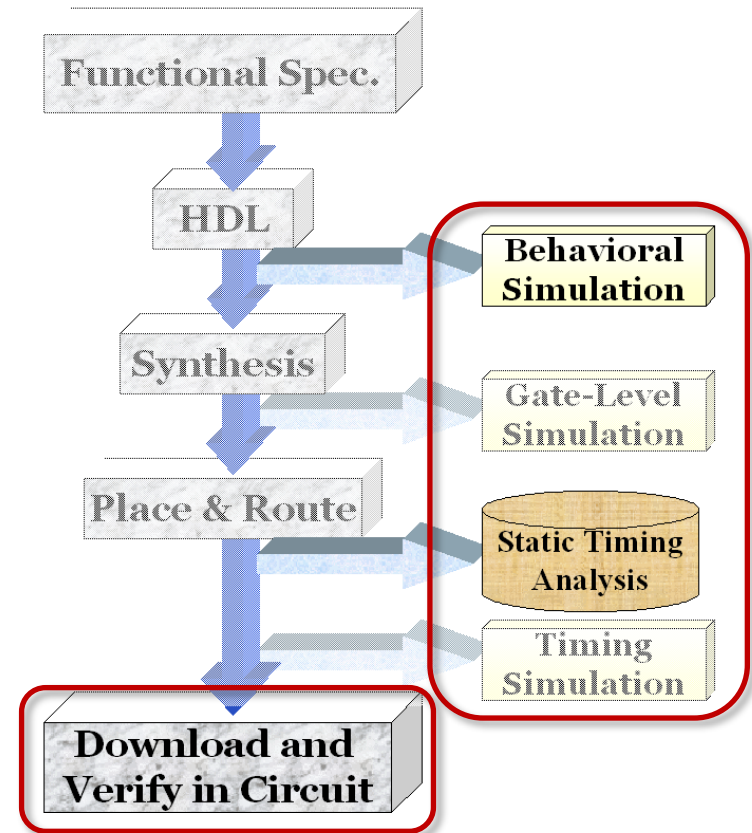 Functional Spec.
HDL
Behavioral
Simulation
Synthesis
Gate-Level
Simulation
Place & Route
Static Timing
Analysis
Timing
Simulation
Download and
Verify in Circuit